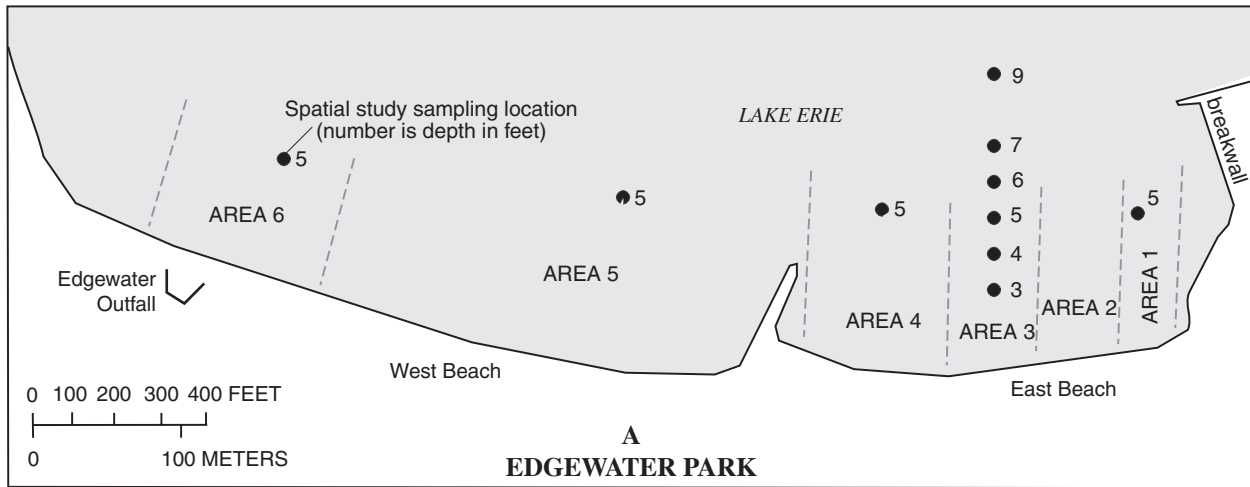 9
Spatial study sampling location
(number is depth in feet)
LAKE ERIE
breakwall
7
5
6
5
5
5
5
AREA 6
4
AREA 5
3
AREA 1
AREA 2
AREA 4
AREA 3
Edgewater
Outfall
West Beach
East Beach
0 100 200 300 400 FEET
0 100 METERS
A
EDGEWATER PARK